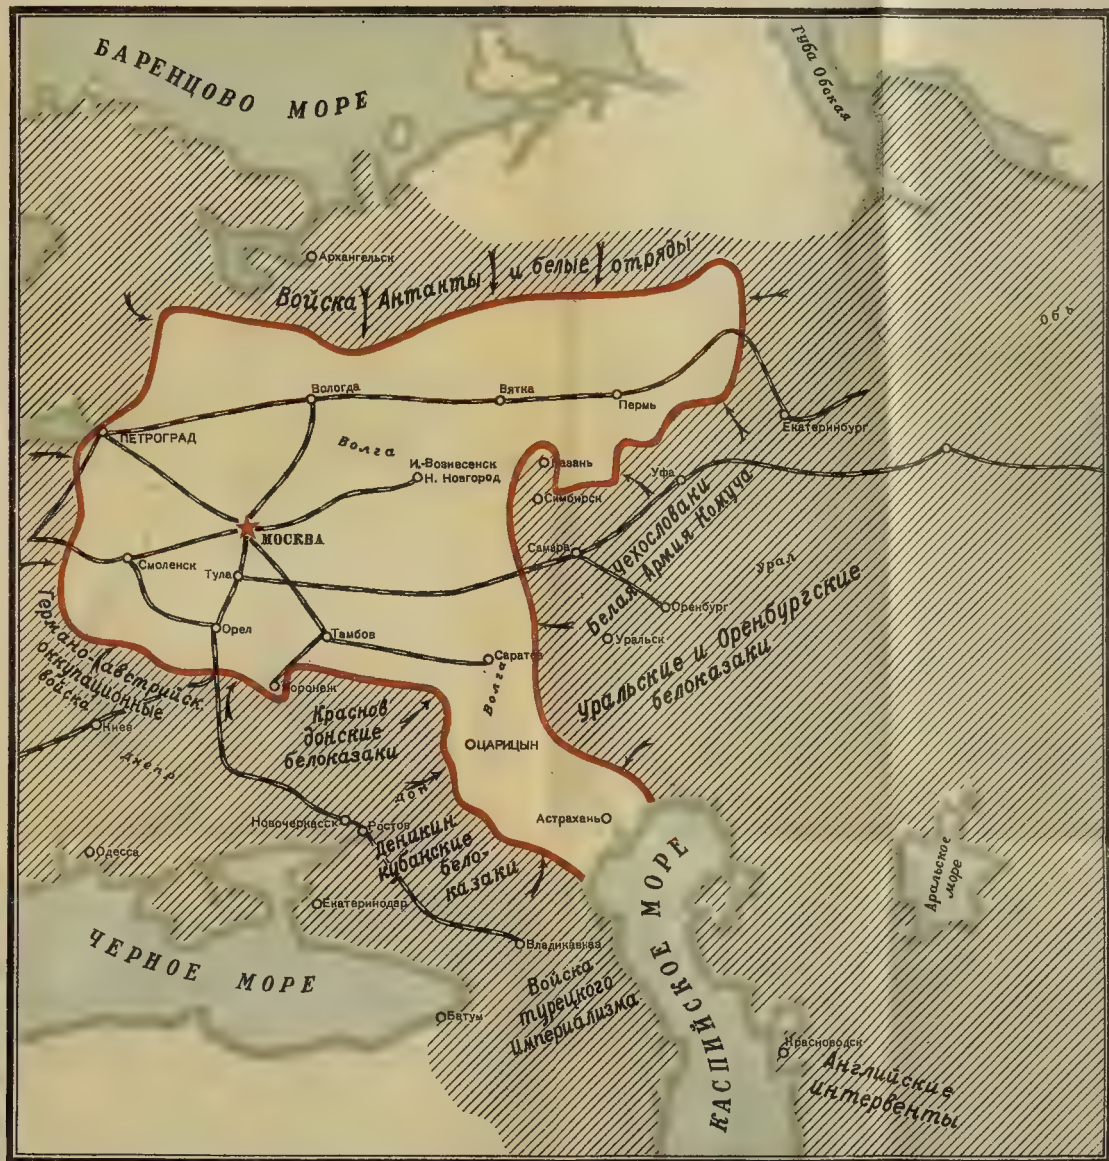 БАРЕНЦОВО МОРЕ
Губа Обская
Архангельск
Войска Антанты и белые отряды
Обь
Вологда
Вятка
Пермь
Екатеринбург
ПЕТРОГРАД
Волга
И.-Вознесенск
Н. Новгород
Казань
Симбирск
Уфа
МОСКВА
Смоленск
Тула
Самара
Чехословаки
Белая Армия Комуча
Урал
Оренбург
Уральск
Уральские и Оренбургские
белоказаки
Орел
Тамбов
Саратов
Волга
Воронеж
Германо-Австрийск.
оккупационные
войска
Киев
Днепр
Краснов
донские
белоказаки
ЦАРИЦЫН
Дон
Астрахань
Новочеркасск
Ростов
Деникин
кубанские
бело-
казаки
Одесса
Екатеринодар
Владикавказ
ЧЕРНОЕ МОРЕ
Батум
Войска
турецкого
империализма
КАСПИЙСКОЕ МОРЕ
Аральское
море
Красноводск
Английские
интервенты